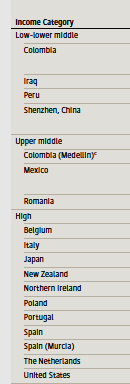 Income Category
Low-lower middle
Colombia
Iraq
Peru
Shenzhen, China
Upper middle
Colombia (Medellín)ᶜ
Mexico
Romania
High
Belgium
Italy
Japan
New Zealand
Northern Ireland
Poland
Portugal
Spain
Spain (Murcia)
The Netherlands
United States